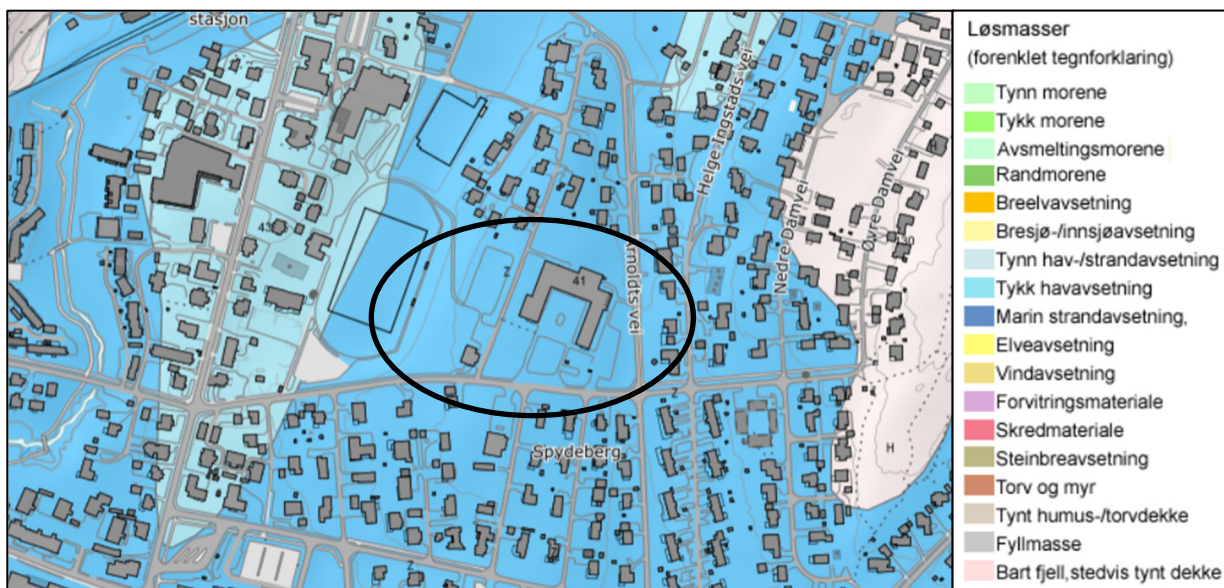 stasjon
Helge Ingstads vei
Nedre Damvei
Øvre Damvei
Arnoldts vei
Z
41
Z
Spydeberg
H
Løsmasser
(forenklet tegnforklaring)
Tynn morene
Tykk morene
Avsmeltingsmorene
Randmorene
Breelvavsetning
Bresjø-/innsjøavsetning
Tynn hav-/strandavsetning
Tykk havavsetning
Marin strandavsetning,
Elveavsetning
Vindavsetning
Forvitringsmateriale
Skredmateriale
Steinbreavsetning
Torv og myr
Tynt humus-/torvdekke
Fyllmasse
Bart fjell,stedvis tynt dekke